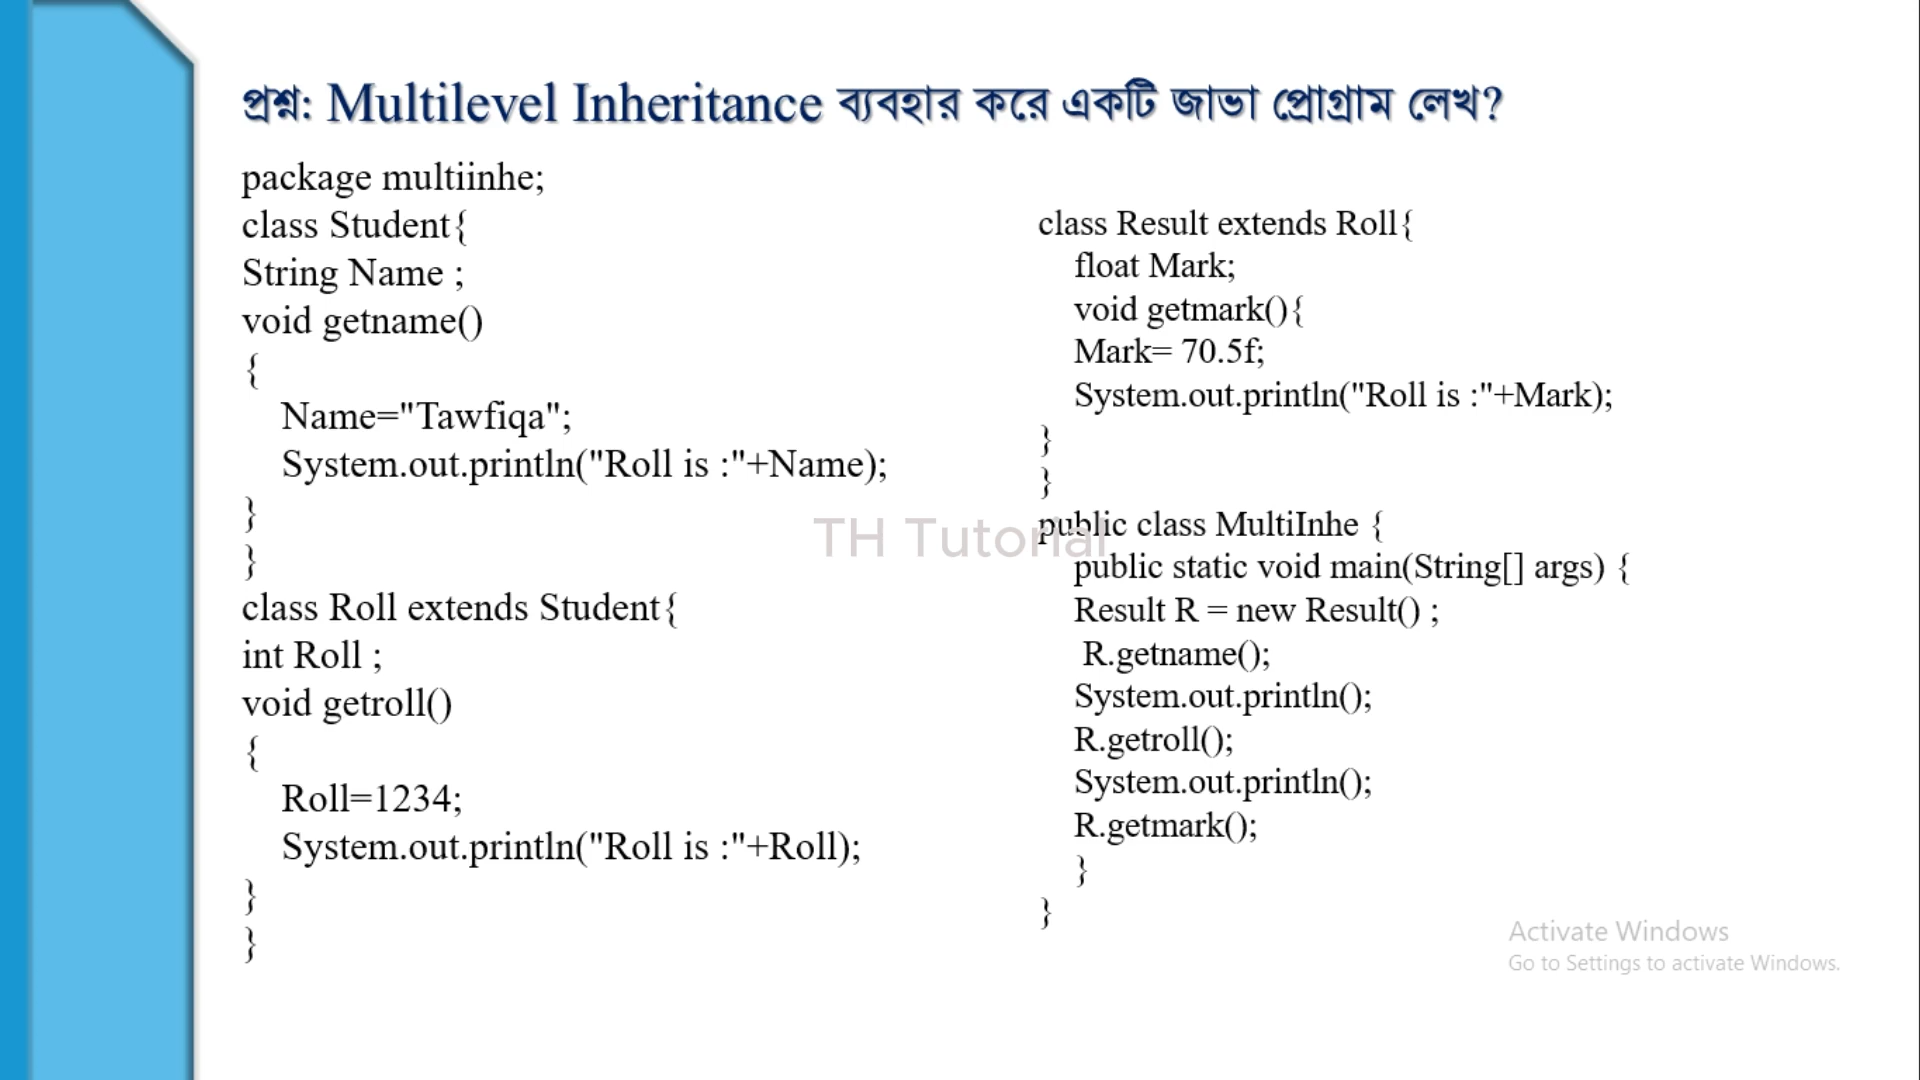 প্রশ্ন: Multilevel Inheritance ব্যবহার করে একটি জাভা প্রোগ্রাম লেখ?
package multiinhe;
class Student{
String Name ;
void getname()
{
Name="Tawfiqa";
System.out.println("Roll is :"+Name);
}
}
class Roll extends Student{
int Roll ;
void getroll()
{
Roll=1234;
System.out.println("Roll is :"+Roll);
}
}
class Result extends Roll{
float Mark;
void getmark(){
Mark= 70.5f;
System.out.println("Roll is :"+Mark);
}
}
public class MultiInhe {
public static void main(String[] args) {
Result R = new Result() ;
R.getname();
System.out.println();
R.getroll();
System.out.println();
R.getmark();
}
}
TH Tutorial
Activate Windows
Go to Settings to activate Windows.